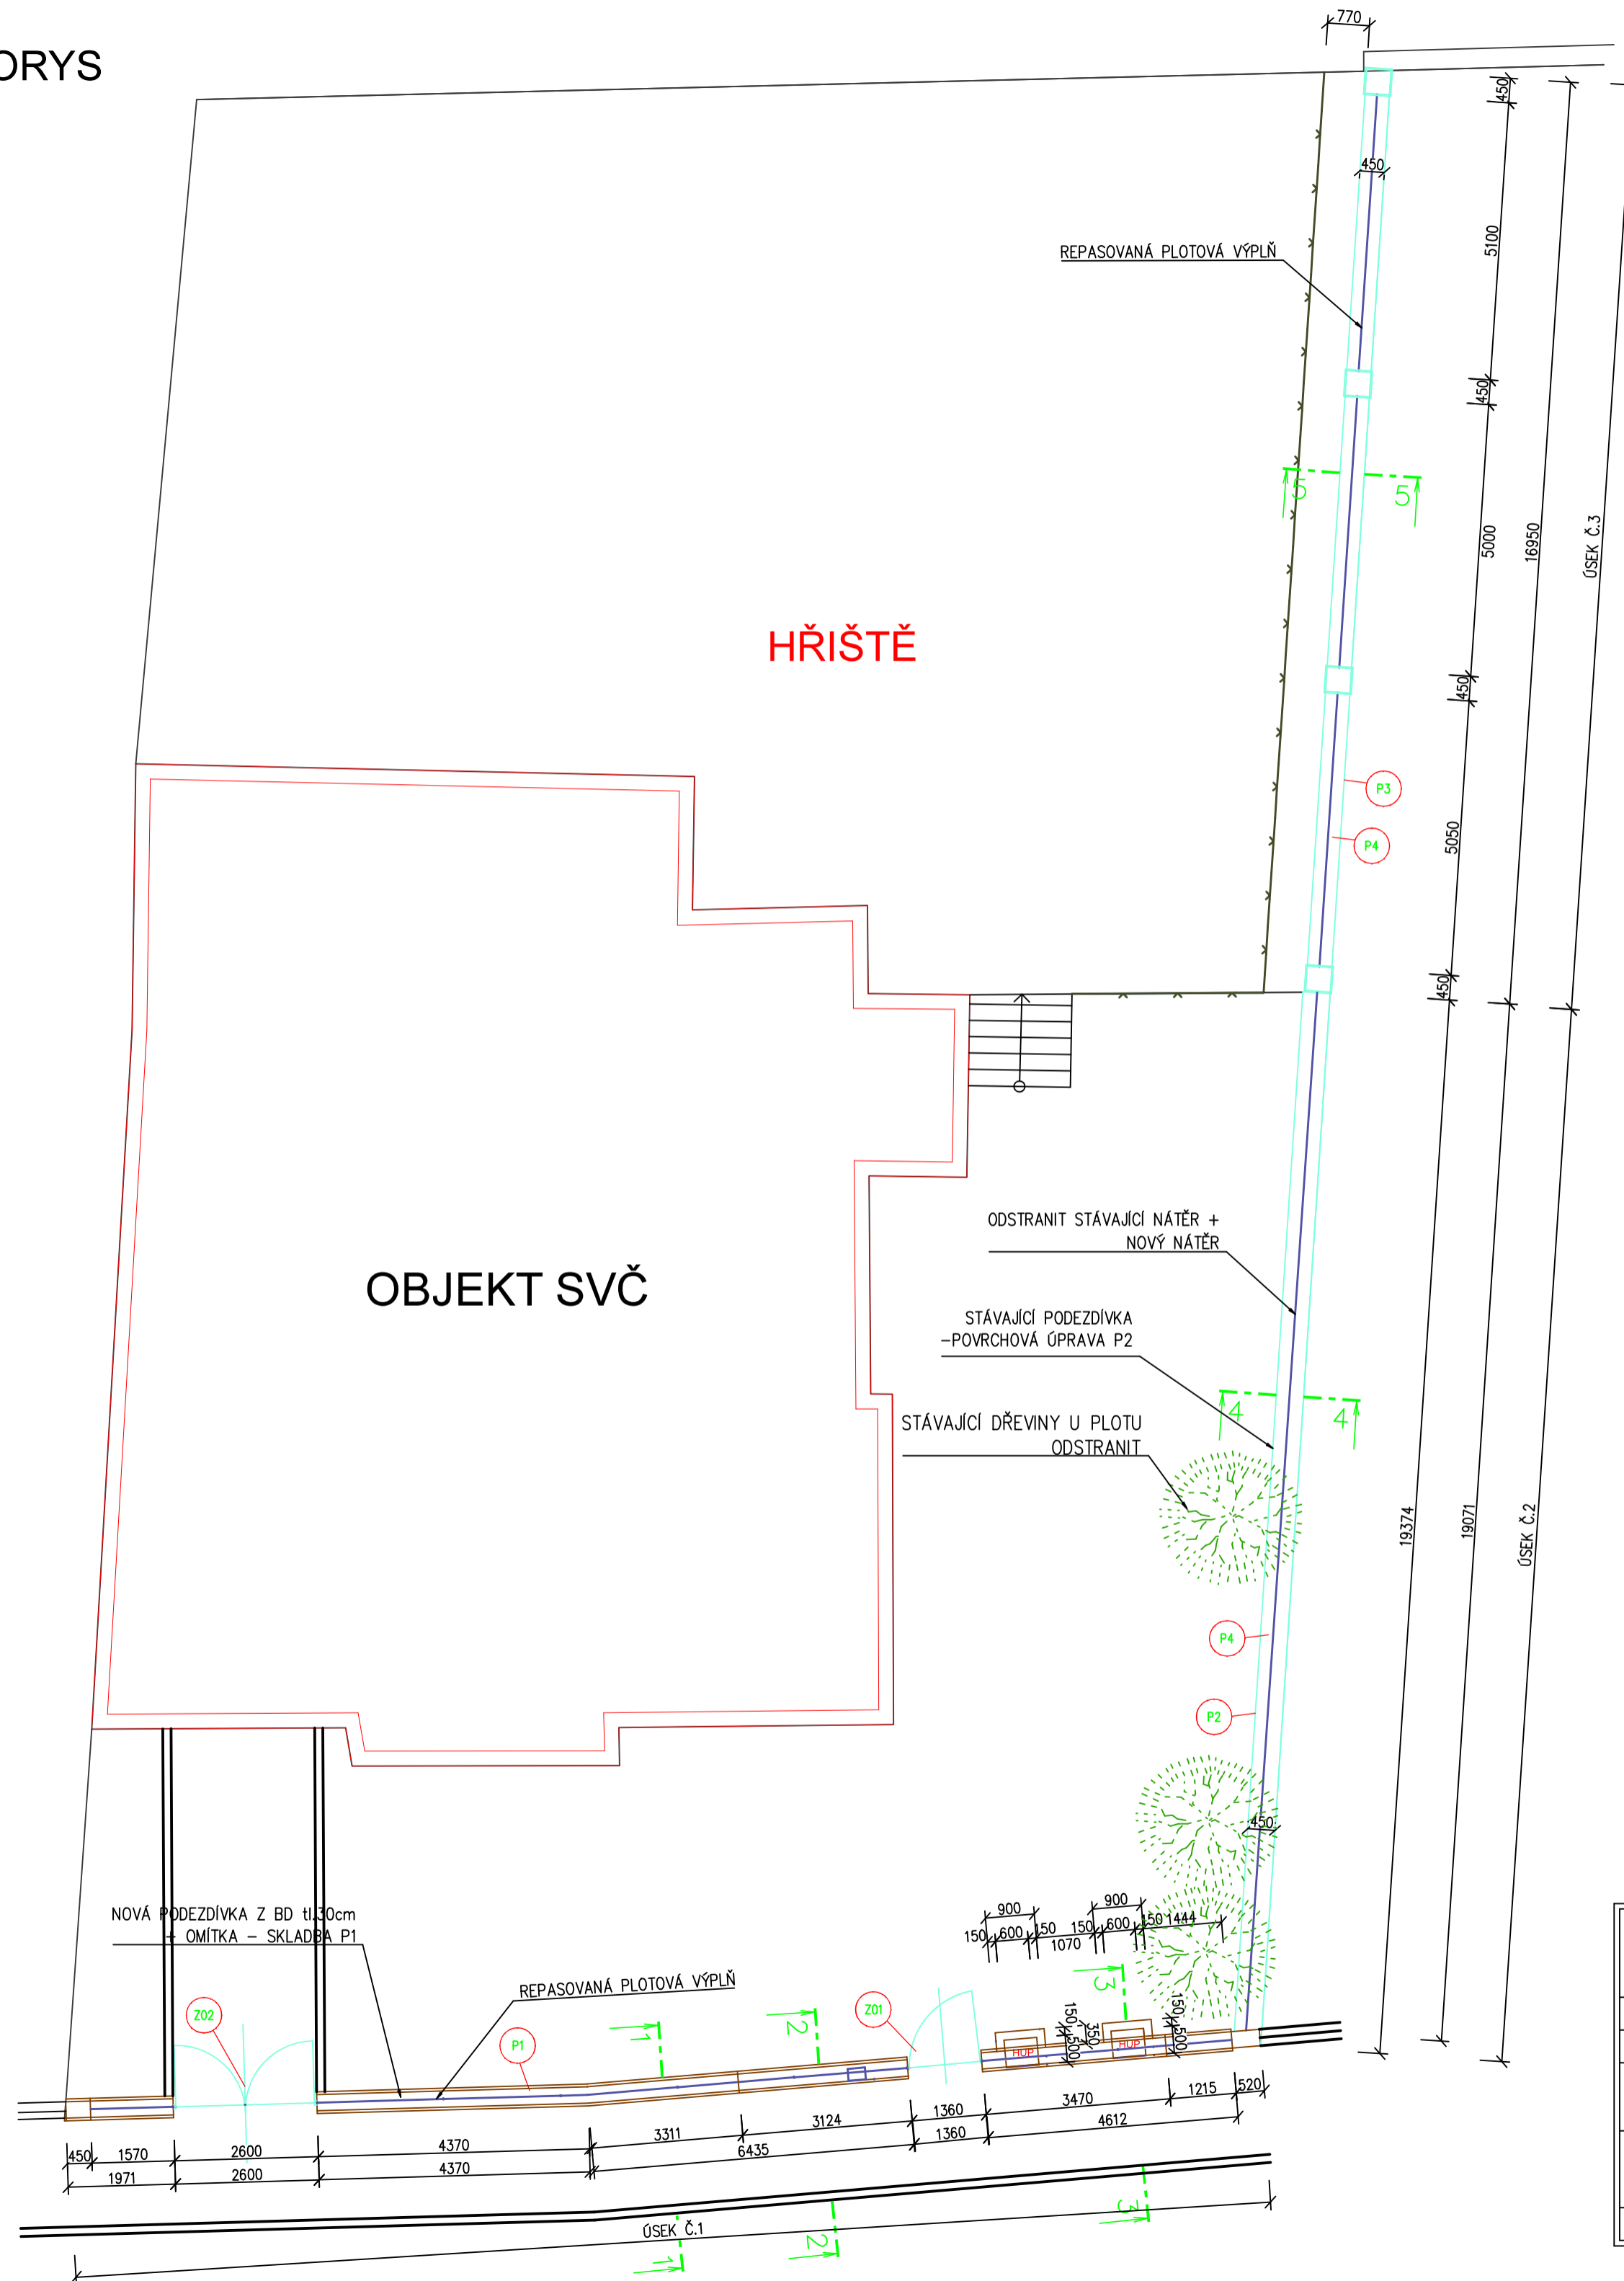 ORYS
770
450
450
5100
REPASOVANÁ PLOTOVÁ VÝPLŇ
450
5
5
5000
16950
ÚSEK Č.3
HŘIŠTĚ
450
P3
P4
5050
450
ODSTRANIT STÁVAJÍCÍ NÁTĚR +
NOVÝ NÁTĚR
OBJEKT SVČ
STÁVAJÍCÍ PODEZDÍVKA
-POVRCHOVÁ ÚPRAVA P2
4
4
STÁVAJÍCÍ DŘEVINY U PLOTU
ODSTRANIT
19374
19071
ÚSEK Č.2
P4
P2
450
NOVÁ PODEZDÍVKA Z BD tl.30cm
+ OMÍTKA – SKLADBA P1
900
900
150
600
150
150
600
150
1444
1070
REPASOVANÁ PLOTOVÁ VÝPLŇ
Z02
P1
1
2
Z01
3
150
500
350
150
500
HUP
HUP
450
1570
2600
4370
3311
3124
1360
3470
1215
520
1971
2600
4370
6435
1360
4612
ÚSEK Č.1
1
2
3